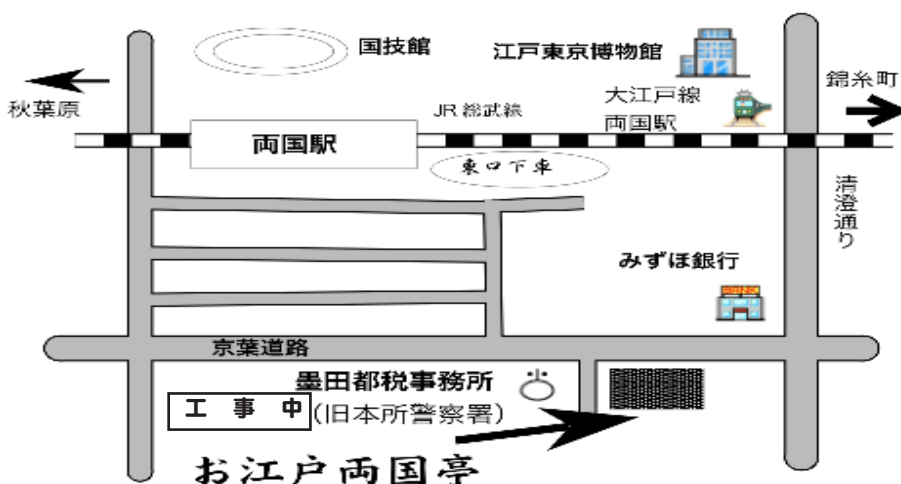 国技館
江戸東京博物館
秋葉原
錦糸町
JR 総武線
大江戸線
両国駅
両国駅
東口下車
清澄通り
みずほ銀行
BANK
京葉道路
墨田都税事務所
工事中
(旧本所警察署)
お江戸両国亭